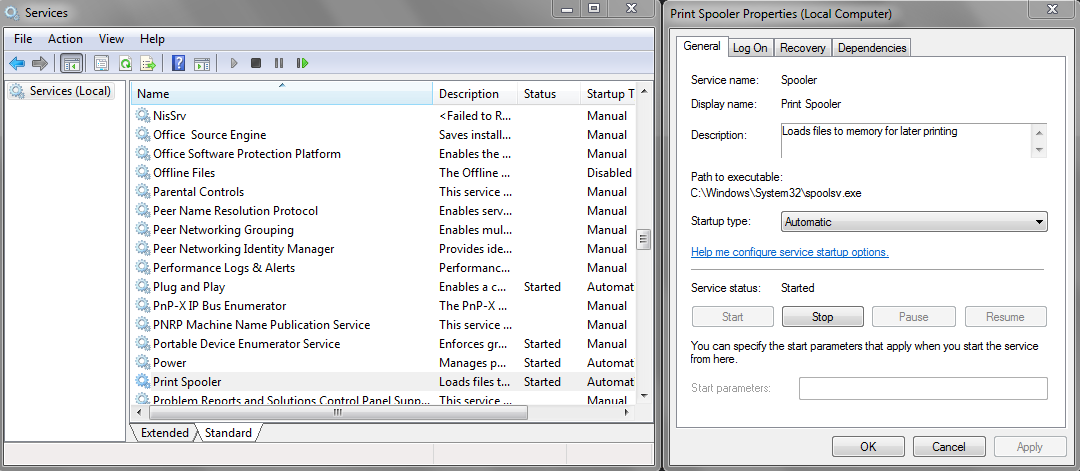 Services
File Action View Help
Services (Local)
Name Description Status Startup T
NisSrv <Failed to R... Manual
Office  Source Engine Saves install... Manual
Office Software Protection Platform Enables the ... Manual
Offline Files The Offline ... Disabled
Parental Controls This service ... Manual
Peer Name Resolution Protocol Enables serv... Manual
Peer Networking Grouping Enables mul... Manual
Peer Networking Identity Manager Provides ide... Manual
Performance Logs & Alerts Performanc... Manual
Plug and Play Enables a c... Started Automat
PnP-X IP Bus Enumerator The PnP-X ... Manual
PNRP Machine Name Publication Service This service ... Manual
Portable Device Enumerator Service Enforces gr... Started Manual
Power Manages p... Started Automat
Print Spooler Loads files t... Started Automat
Problem Reports and Solutions Control Panel Supp... This service ... Manual
Extended Standard
Print Spooler Properties (Local Computer)
General Log On Recovery Dependencies
Service name: Spooler
Display name: Print Spooler
Description: Loads files to memory for later printing
Path to executable:
C:\Windows\System32\spoolsv.exe
Startup type: Automatic
Help me configure service startup options.
Service status: Started
Start Stop Pause Resume
You can specify the start parameters that apply when you start the service
from here.
Start parameters:
OK Cancel Apply